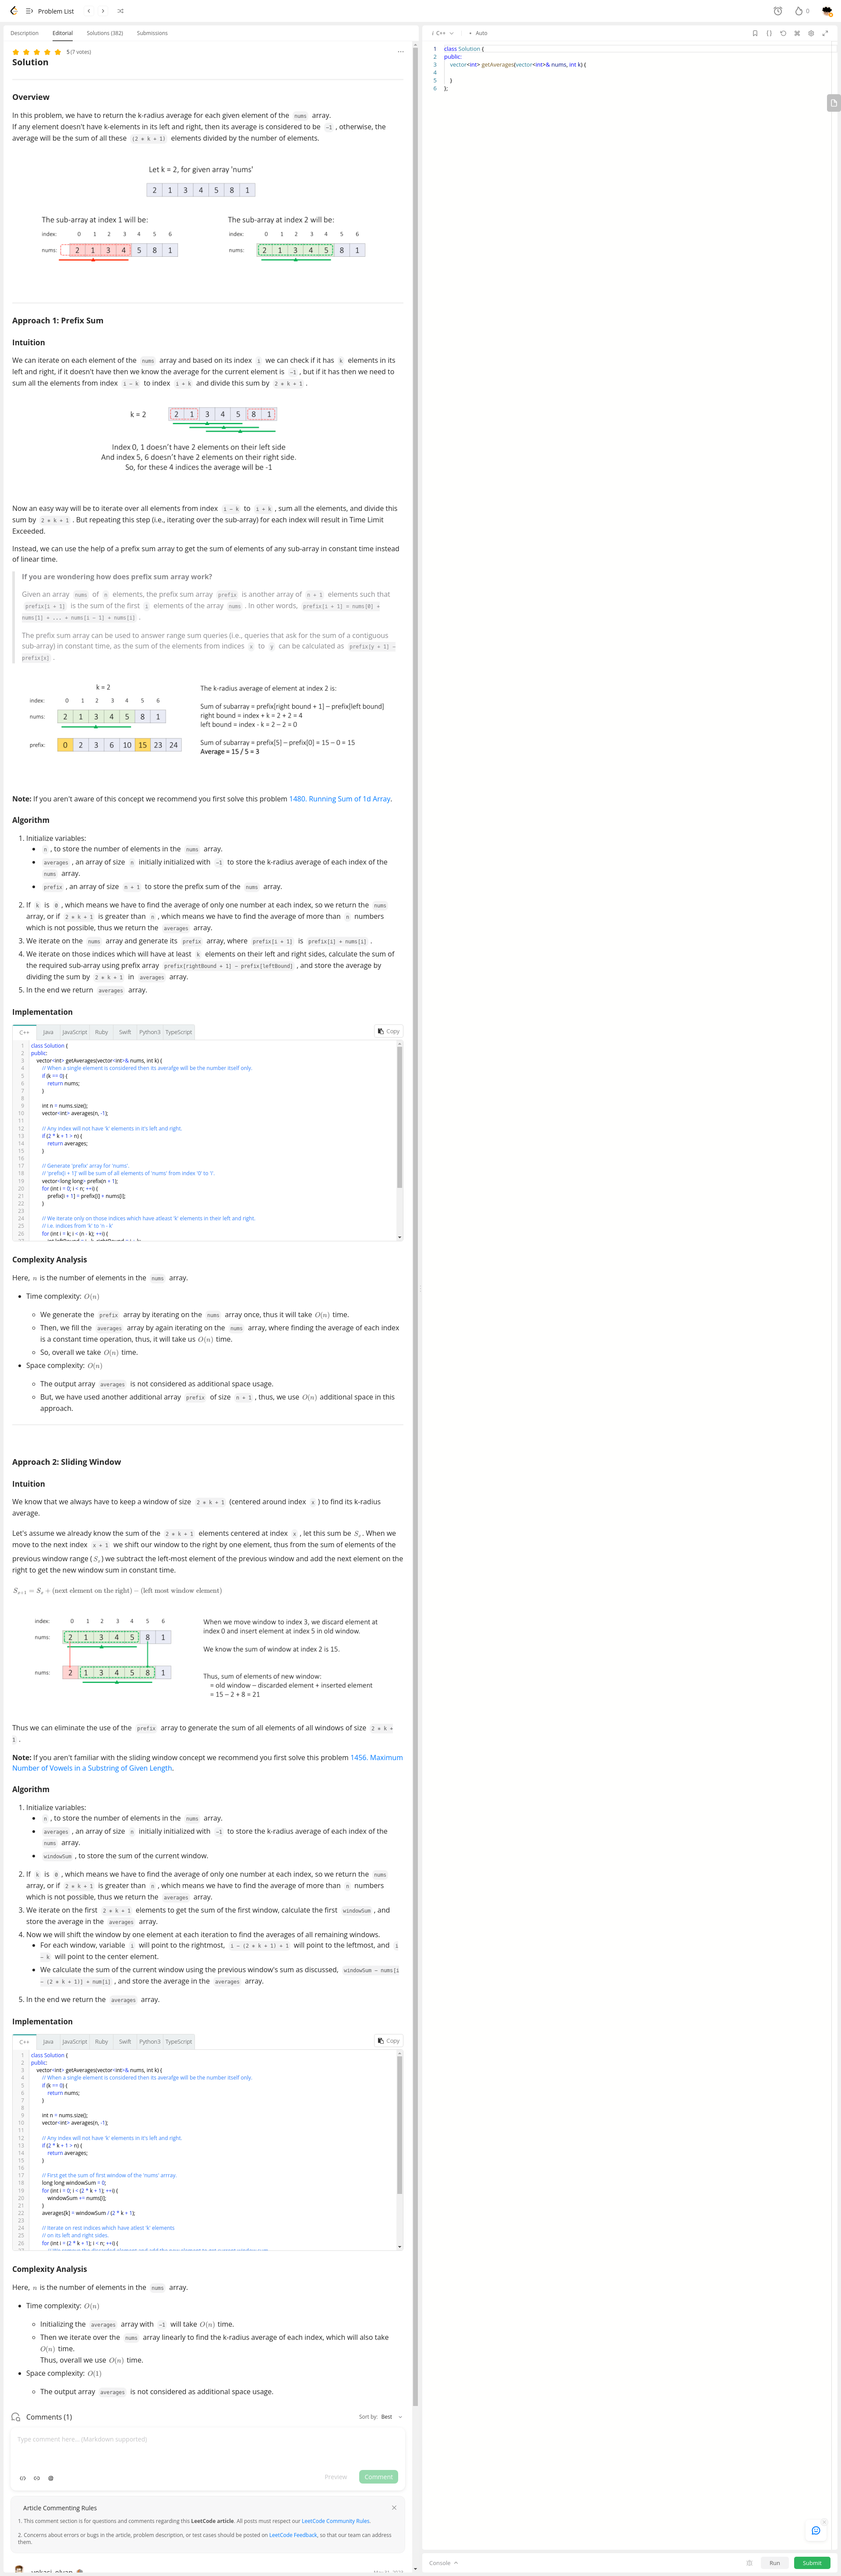 Problem List
0
Description Editorial Solutions (382) Submissions
5 (7 votes)
Solution
Overview
In this problem, we have to return the k-radius average for each given element of the nums array.
If any element doesn't have k-elements in its left and right, then its average is considered to be -1 , otherwise, the
average will be the sum of all these (2 * k + 1) elements divided by the number of elements.
Let k = 2, for given array 'nums'
2 1 3 4 5 8 1
The sub-array at index 1 will be:
index: 0 1 2 3 4 5 6
nums: 2 1 3 4 5 8 1
The sub-array at index 2 will be:
index: 0 1 2 3 4 5 6
nums: 2 1 3 4 5 8 1
Approach 1: Prefix Sum
Intuition
We can iterate on each element of the nums array and based on its index i we can check if it has k elements in its
left and right, if it doesn't have then we know the average for the current element is -1 , but if it has then we need to
sum all the elements from index i - k to index i + k and divide this sum by 2 * k + 1 .
k = 2 2 1 3 4 5 8 1
Index 0, 1 doesn't have 2 elements on their left side
And index 5, 6 doesn't have 2 elements on their right side.
So, for these 4 indices the average will be -1
Now an easy way will be to iterate over all elements from index i - k to i + k , sum all the elements, and divide this
sum by 2 * k + 1 . But repeating this step (i.e., iterating over the sub-array) for each index will result in Time Limit
Exceeded.
Instead, we can use the help of a prefix sum array to get the sum of elements of any sub-array in constant time instead
of linear time.
If you are wondering how does prefix sum array work?
Given an array nums of n elements, the prefix sum array prefix is another array of n + 1 elements such that
prefix[i + 1] is the sum of the first i elements of the array nums . In other words, prefix[i + 1] = nums[0] +
nums[1] + ... + nums[i - 1] + nums[i] .
The prefix sum array can be used to answer range sum queries (i.e., queries that ask for the sum of a contiguous
sub-array) in constant time, as the sum of the elements from indices x to y can be calculated as prefix[y + 1] -
prefix[x] .
k = 2
index: 0 1 2 3 4 5 6
nums: 2 1 3 4 5 8 1
prefix: 0 2 3 6 10 15 23 24
The k-radius average of element at index 2 is:
Sum of subarray = prefix[right bound + 1] – prefix[left bound]
right bound = index + k = 2 + 2 = 4
left bound = index - k = 2 – 2 = 0
Sum of subarray = prefix[5] – prefix[0] = 15 – 0 = 15
Average = 15 / 5 = 3
Note: If you aren't aware of this concept we recommend you first solve this problem 1480. Running Sum of 1d Array.
Algorithm
1. Initialize variables:
n , to store the number of elements in the nums array.
averages , an array of size n initially initialized with -1 to store the k-radius average of each index of the
nums array.
prefix , an array of size n + 1 to store the prefix sum of the nums array.
2. If k is 0 , which means we have to find the average of only one number at each index, so we return the nums
array, or if 2 * k + 1 is greater than n , which means we have to find the average of more than n numbers
which is not possible, thus we return the averages array.
3. We iterate on the nums array and generate its prefix array, where prefix[i + 1] is prefix[i] + nums[i] .
4. We iterate on those indices which will have at least k elements on their left and right sides, calculate the sum of
the required sub-array using prefix array prefix[rightBound + 1] - prefix[leftBound] , and store the average by
dividing the sum by 2 * k + 1 in averages array.
5. In the end we return averages array.
Implementation
C++ Java JavaScript Ruby Swift Python3 TypeScript Copy
1 class Solution {
2 public:
3 vector<int> getAverages(vector<int>& nums, int k) {
4 // When a single element is considered then its average will be the number itself only.
5 if (k == 0) {
6 return nums;
7 }
8
9 int n = nums.size();
10 vector<int> averages(n, -1);
11
12 // Any index will not have 'k' elements in it's left and right.
13 if (2 * k + 1 > n) {
14 return averages;
15 }
16
17 // Generate 'prefix' array for 'nums'.
18 // 'prefix[i + 1]' will be sum of all elements of 'nums' from index '0' to 'i'.
19 vector<long long> prefix(n + 1);
20 for (int i = 0; i < n; ++i) {
21 prefix[i + 1] = prefix[i] + nums[i];
22 }
23
24 // We iterate only on those indices which have atleast 'k' elements in their left and right.
25 // i.e. indices from 'k' to 'n - k'
26 for (int i = k; i < (n - k); ++i) {
Complexity Analysis
Here, n is the number of elements in the nums array.
Time complexity: O(n)
We generate the prefix array by iterating on the nums array once, thus it will take O(n) time.
Then, we fill the averages array by again iterating on the nums array, where finding the average of each index
is a constant time operation, thus, it will take us O(n) time.
So, overall we take O(n) time.
Space complexity: O(n)
The output array averages is not considered as additional space usage.
But, we have used another additional array prefix of size n + 1 , thus, we use O(n) additional space in this
approach.
Approach 2: Sliding Window
Intuition
We know that we always have to keep a window of size 2 * k + 1 (centered around index x ) to find its k-radius
average.
Let's assume we already know the sum of the 2 * k + 1 elements centered at index x , let this sum be Sx. When we
move to the next index x + 1 we shift our window to the right by one element, thus from the sum of elements of the
previous window range (Sx) we subtract the left-most element of the previous window and add the next element on the
right to get the new window sum in constant time.
Sx+1 = Sx + (next element on the right) − (left most window element)
index: 0 1 2 3 4 5 6
nums: 2 1 3 4 5 8 1
nums: 2 1 3 4 5 8 1
When we move window to index 3, we discard element at
index 0 and insert element at index 5 in old window.
We know the sum of window at index 2 is 15.
Thus, sum of elements of new window:
= old window – discarded element + inserted element
= 15 – 2 + 8 = 21
Thus we can eliminate the use of the prefix array to generate the sum of all elements of all windows of size 2 * k +
1 .
Note: If you aren't familiar with the sliding window concept we recommend you first solve this problem 1456. Maximum
Number of Vowels in a Substring of Given Length.
Algorithm
1. Initialize variables:
n , to store the number of elements in the nums array.
averages , an array of size n initially initialized with -1 to store the k-radius average of each index of the
nums array.
windowSum , to store the sum of the current window.
2. If k is 0 , which means we have to find the average of only one number at each index, so we return the nums
array, or if 2 * k + 1 is greater than n , which means we have to find the average of more than n numbers
which is not possible, thus we return the averages array.
3. We iterate on the first 2 * k + 1 elements to get the sum of the first window, calculate the first windowSum , and
store the average in the averages array.
4. Now we will shift the window by one element at each iteration to find the averages of all remaining windows.
For each window, variable i will point to the rightmost, i - (2 * k + 1) + 1 will point to the leftmost, and i
- k will point to the center element.
We calculate the sum of the current window using the previous window's sum as discussed, windowSum - nums[i
- (2 * k + 1)] + num[i] , and store the average in the averages array.
5. In the end we return the averages array.
Implementation
C++ Java JavaScript Ruby Swift Python3 TypeScript Copy
1 class Solution {
2 public:
3 vector<int> getAverages(vector<int>& nums, int k) {
4 // When a single element is considered then its average will be the number itself only.
5 if (k == 0) {
6 return nums;
7 }
8
9 int n = nums.size();
10 vector<int> averages(n, -1);
11
12 // Any index will not have 'k' elements in it's left and right.
13 if (2 * k + 1 > n) {
14 return averages;
15 }
16
17 // First get the sum of first window of the 'nums' arrray.
18 long long windowSum = 0;
19 for (int i = 0; i < (2 * k + 1); ++i) {
20 windowSum += nums[i];
21 }
22 averages[k] = windowSum / (2 * k + 1);
23
24 // Iterate on rest indices which have atlest 'k' elements
25 // on its left and right sides.
26 for (int i = (2 * k + 1); i < n; ++i) {
Complexity Analysis
Here, n is the number of elements in the nums array.
Time complexity: O(n)
Initializing the averages array with -1 will take O(n) time.
Then we iterate over the nums array linearly to find the k-radius average of each index, which will also take
O(n) time.
Thus, overall we use O(n) time.
Space complexity: O(1)
The output array averages is not considered as additional space usage.
Comments (1) Sort by: Best
Type comment here... (Markdown supported)
Preview Comment
Article Commenting Rules
1. This comment section is for questions and comments regarding this LeetCode article. All posts must respect our LeetCode Community Rules.
2. Concerns about errors or bugs in the article, problem description, or test cases should be posted on LeetCode Feedback, so that our team can address
them.
i C++ Auto
1 class Solution {
2 public:
3 vector<int> getAverages(vector<int>& nums, int k) {
4
5 }
6 };
Console Run Submit